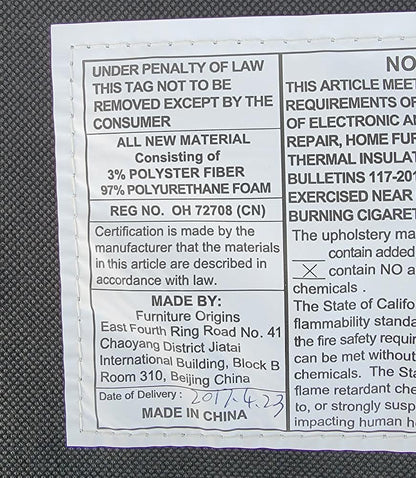 UNDER PENALTY OF LAW
THIS TAG NOT TO BE
REMOVED EXCEPT BY THE
CONSUMER
ALL NEW MATERIAL
Consisting of
3% POLYSTER FIBER
97% POLYURETHANE FOAM
REG NO. OH 72708 (CN)
Certification is made by the
manufacturer that the materials
in this article are described in
accordance with law.
MADE BY:
Furniture Origins
East Fourth Ring Road No. 41
Chaoyang District Jiatai
International Building, Block B
Room 310, Beijing China
Date of Delivery: 2017.4.23
MADE IN CHINA
NO
THIS ARTICLE MEET
REQUIREMENTS OF
OF ELECTRONIC AN
REPAIR, HOME FUR
THERMAL INSULAT
BULLETINS 117-201
EXERCISED NEAR
BURNING CIGARET
The upholstery ma
contain added
X contain NO a
chemicals .
The State of Califo
flammability standa
the fire safety requir
can be met without
chemicals. The Sta
flame retardant che
to, or strongly susp
impacting human h